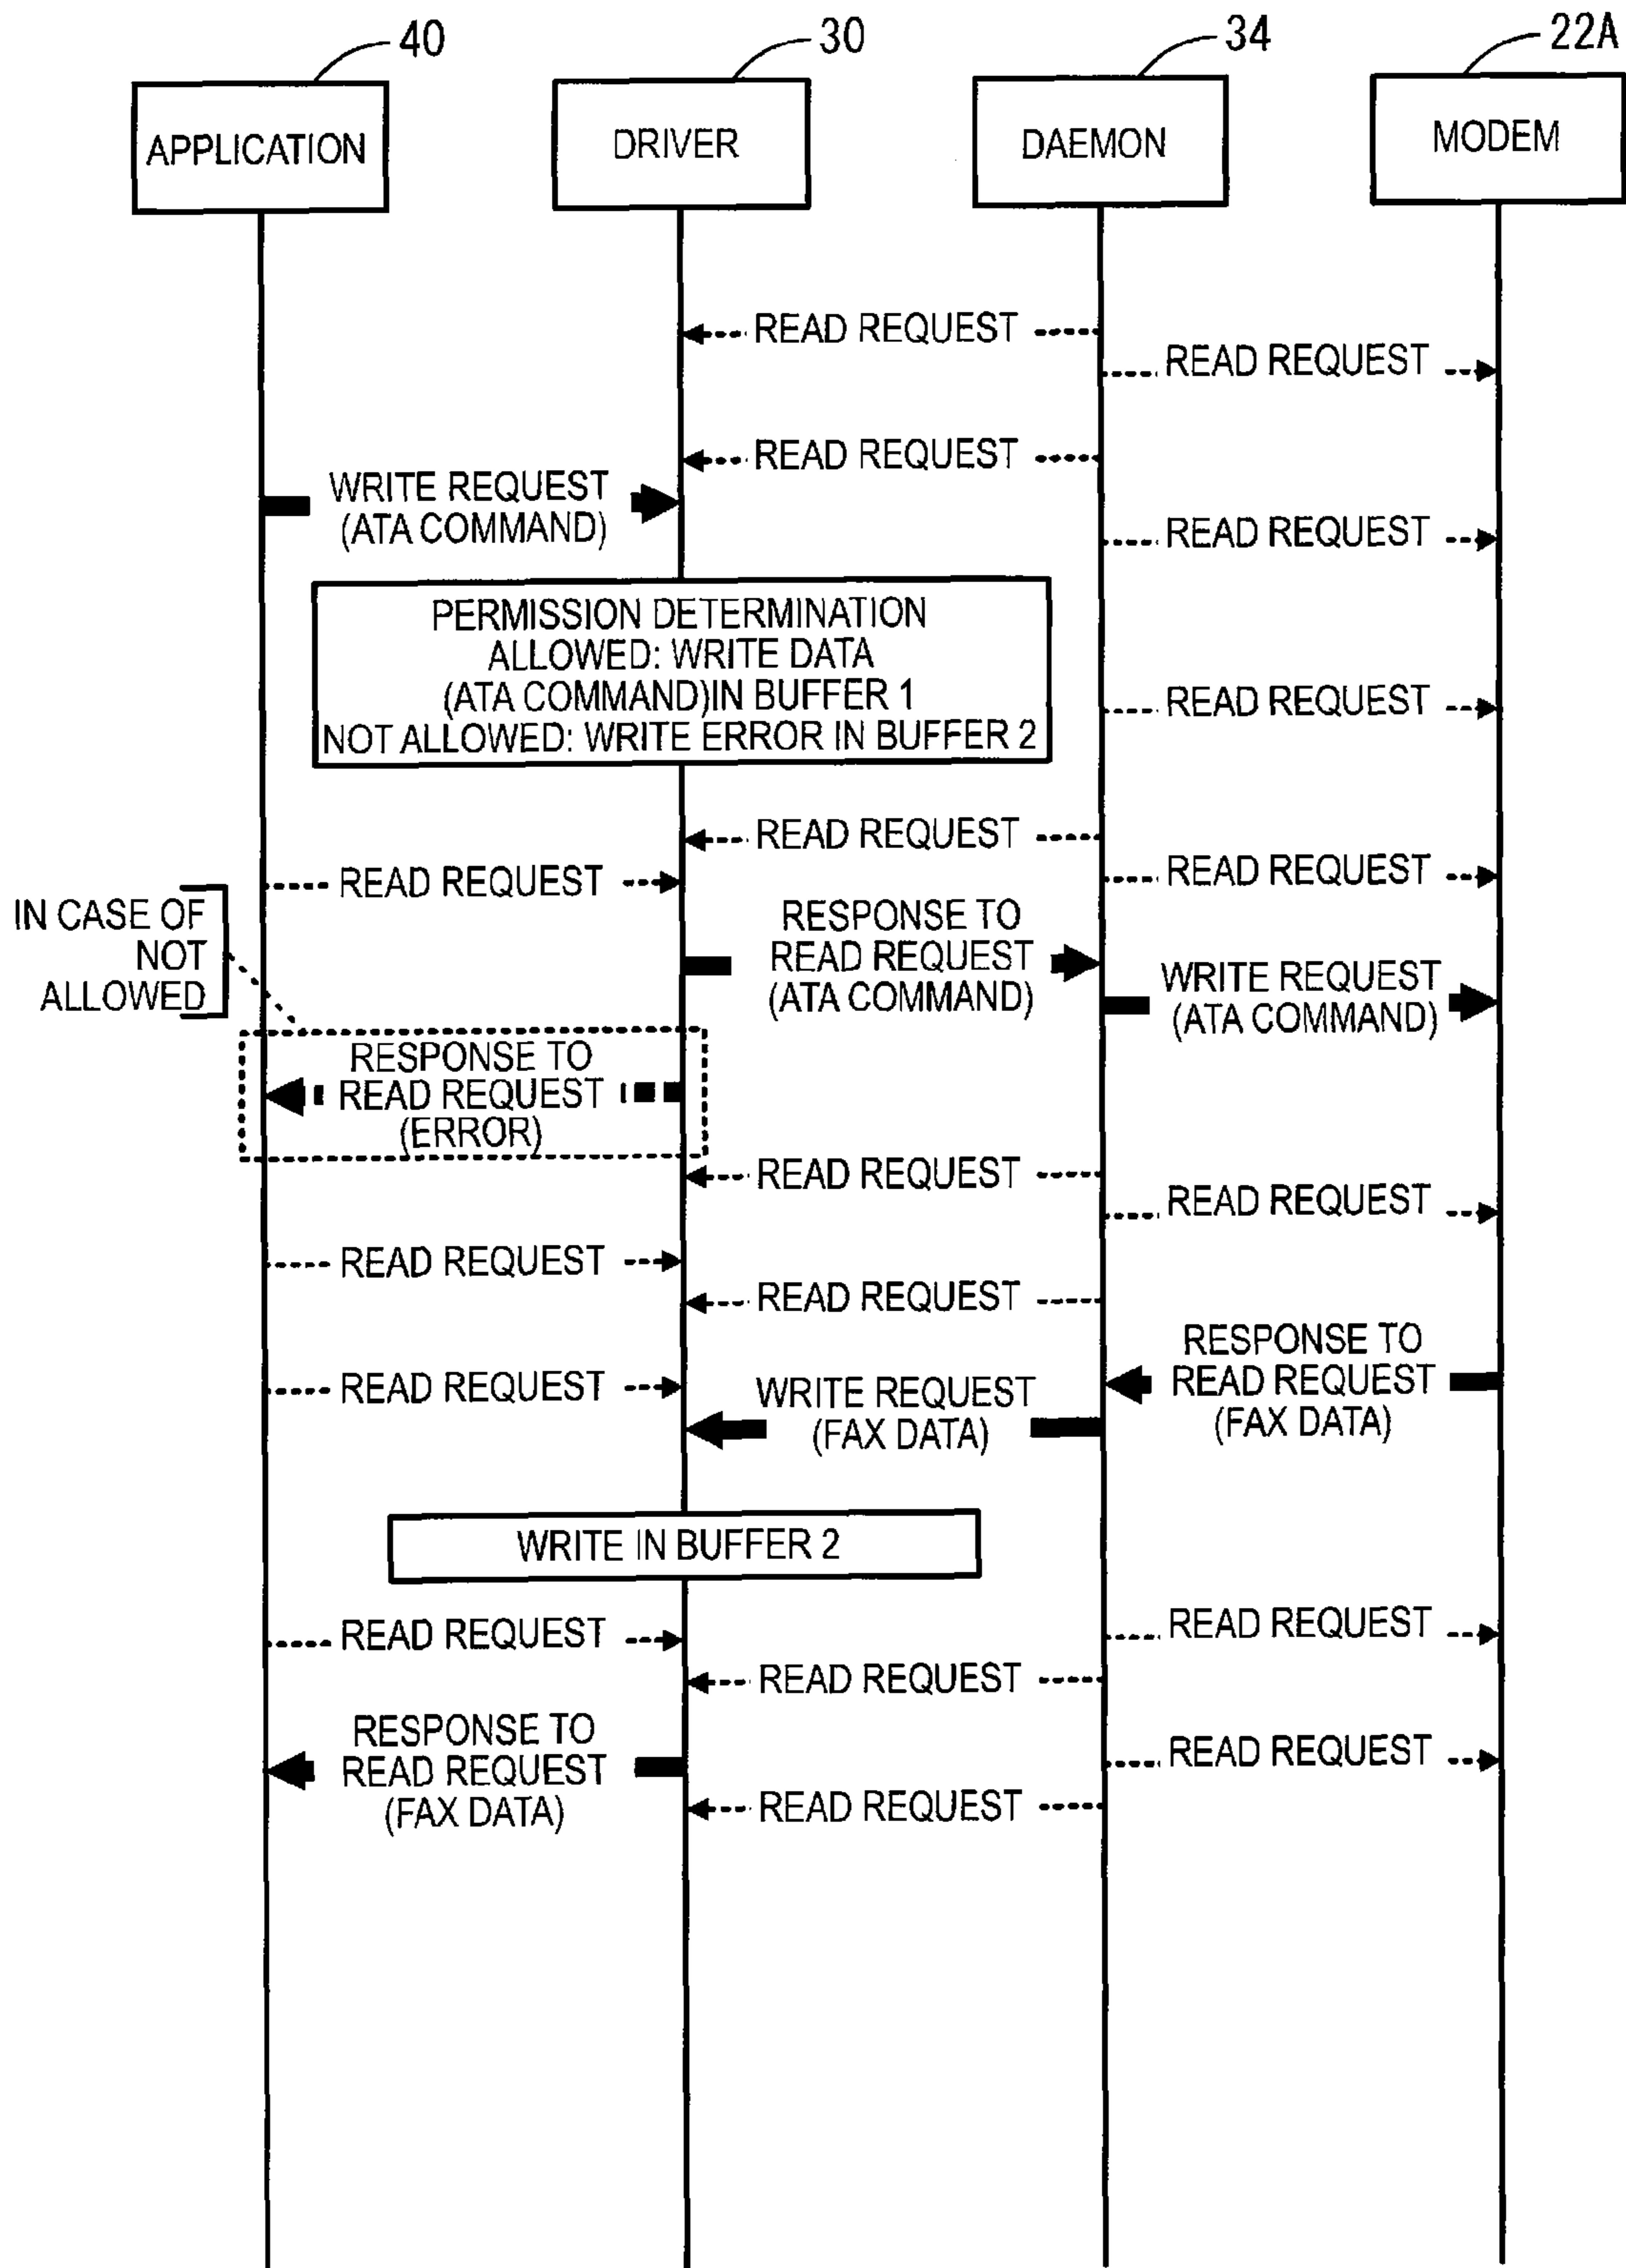 40
30
34
22A
APPLICATION
DRIVER
DAEMON
MODEM
READ REQUEST
READ REQUEST
READ REQUEST
WRITE REQUEST
(ATA COMMAND)
READ REQUEST
PERMISSION DETERMINATION
ALLOWED: WRITE DATA
(ATA COMMAND)IN BUFFER 1
NOT ALLOWED: WRITE ERROR IN BUFFER 2
READ REQUEST
READ REQUEST
READ REQUEST
READ REQUEST
IN CASE OF
NOT
ALLOWED
RESPONSE TO
READ REQUEST
(ATA COMMAND)
WRITE REQUEST
(ATA COMMAND)
RESPONSE TO
READ REQUEST
(ERROR)
READ REQUEST
READ REQUEST
READ REQUEST
READ REQUEST
RESPONSE TO
READ REQUEST
(FAX DATA)
READ REQUEST
WRITE REQUEST
(FAX DATA)
WRITE IN BUFFER 2
READ REQUEST
READ REQUEST
READ REQUEST
RESPONSE TO
READ REQUEST
(FAX DATA)
READ REQUEST
READ REQUEST